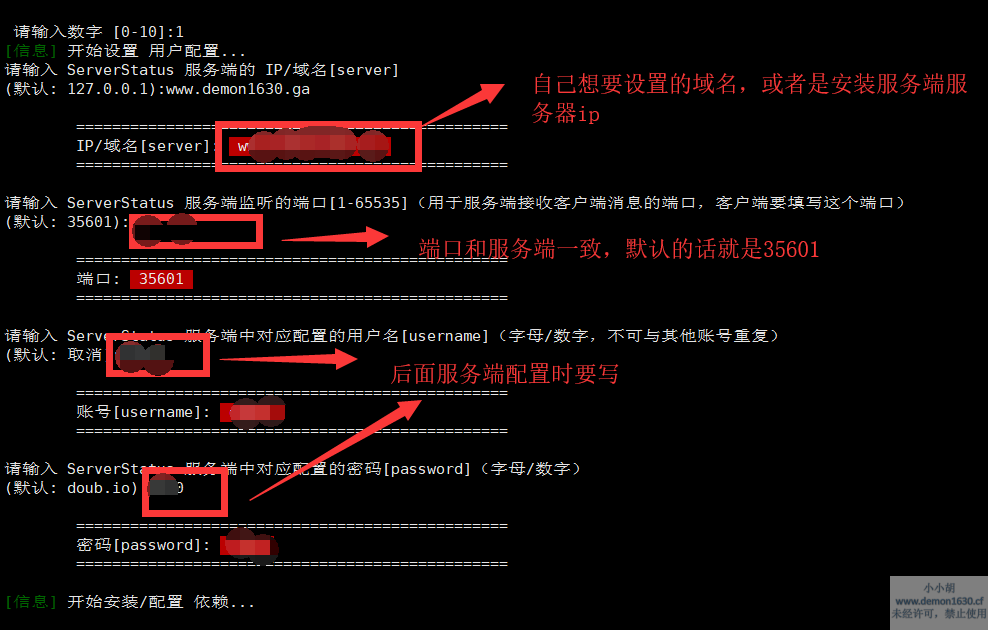 请输入数字 [0-10]:1
[信息] 开始设置 用户配置...
请输入 ServerStatus 服务端的 IP/域名[server]
(默认: 127.0.0.1):www.demon1630.ga
自己想要设置的域名，或者是安装服务端服
务器ip
================================================
IP/域名[server]:
================================================
请输入 ServerStatus 服务端监听的端口[1-65535]（用于服务端接收客户端消息的端口，客户端要填写这个端口）
(默认: 35601):
端口和服务端一致，默认的话就是35601
================================================
端口: 35601
================================================
请输入 ServerStatus 服务端中对应配置的用户名[username]（字母/数字，不可与其他账号重复）
(默认: 取消
后面服务端配置时要写
================================================
账号[username]:
================================================
请输入 ServerStatus 服务端中对应配置的密码[password]（字母/数字）
(默认: doub.io)
================================================
密码[password]:
================================================
[信息] 开始安装/配置 依赖...
小小胡
www.demon1630.cf
未经许可，禁止使用